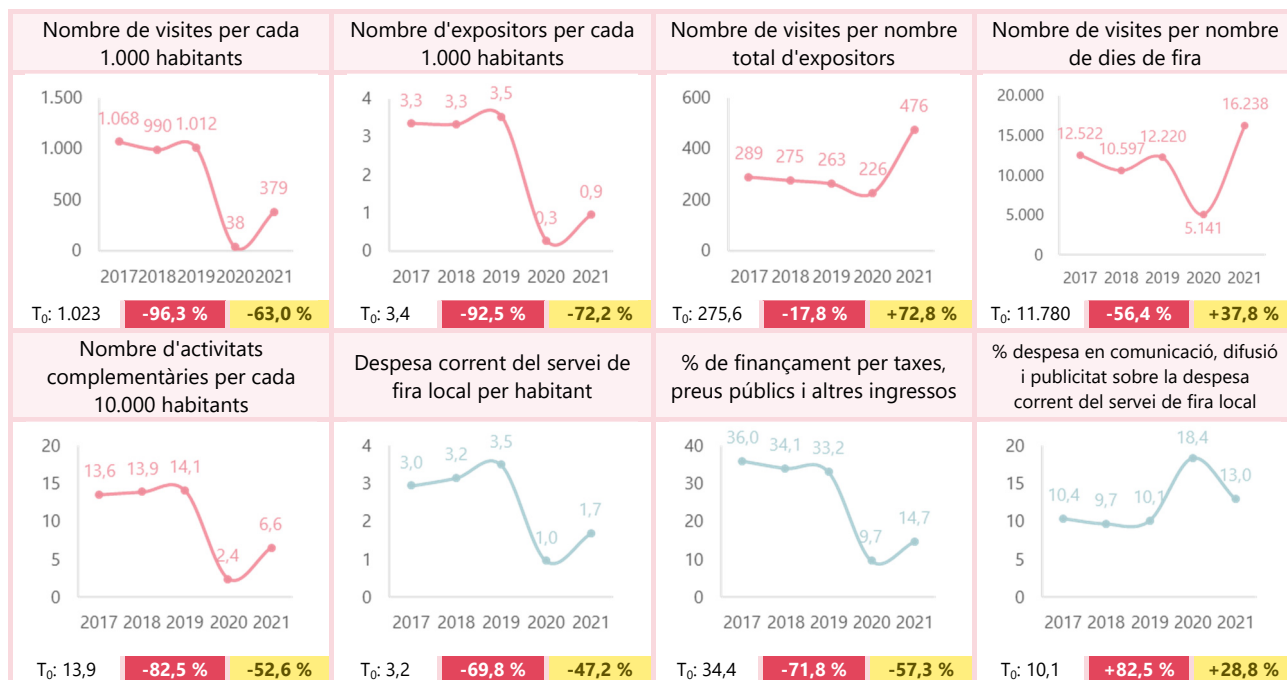 Nombre de visites per cada
1.000 habitants
Nombre d'expositors per cada
1.000 habitants
Nombre de visites per nombre
total d'expositors
Nombre de visites per nombre
de dies de fira
1.500
1.000
500
0
1.068
990
1.012
38
379
2017 2018 2019 2020 2021
4
3
2
1
0
3,3
3,3
3,5
0,3
0,9
2017 2018 2019 2020 2021
600
400
200
0
289
275
263
226
476
2017 2018 2019 2020 2021
20.000
15.000
10.000
5.000
0
12.522
10.597
12.220
5.141
16.238
2017 2018 2019 2020 2021
T₀: 1.023 -96,3 % -63,0 %
T₀: 3,4 -92,5 % -72,2 %
T₀: 275,6 -17,8 % +72,8 %
T₀: 11.780 -56,4 % +37,8 %
Nombre d'activitats
complementàries per cada
10.000 habitants
Despesa corrent del servei de
fira local per habitant
% de finançament per taxes,
preus públics i altres ingressos
% despesa en comunicació, difusió
i publicitat sobre la despesa
corrent del servei de fira local
20
15
10
5
0
13,6
13,9
14,1
2,4
6,6
2017 2018 2019 2020 2021
4
3
2
1
0
3,0
3,2
3,5
1,0
1,7
2017 2018 2019 2020 2021
40
30
20
10
0
36,0
34,1
33,2
9,7
14,7
2017 2018 2019 2020 2021
20
15
10
5
0
10,4
9,7
10,1
18,4
13,0
2017 2018 2019 2020 2021
T₀: 13,9 -82,5 % -52,6 %
T₀: 3,2 -69,8 % -47,2 %
T₀: 34,4 -71,8 % -57,3 %
T₀: 10,1 +82,5 % +28,8 %